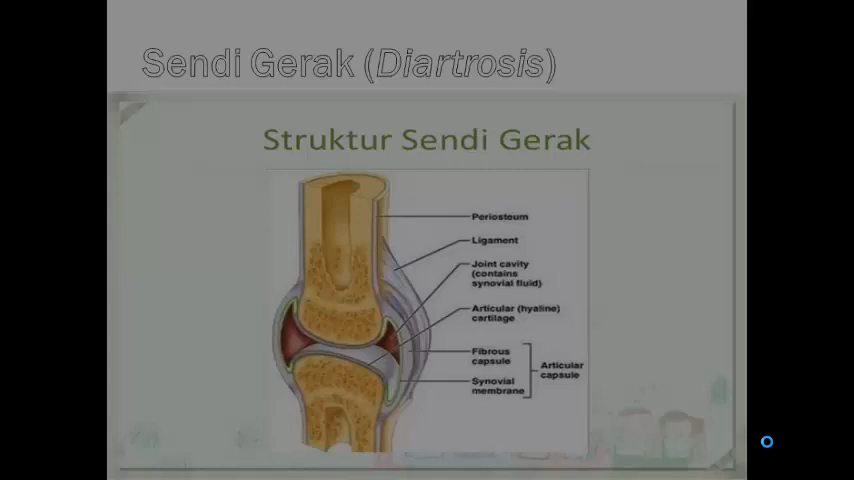 Sendi Gerak (Diartrosis)
Struktur Sendi Gerak
Periosteum
Ligament
Joint cavity
(contains
synovial fluid)
Articular (hyaline)
cartilage
Fibrous
capsule
Articular
capsule
Synovial
membrane